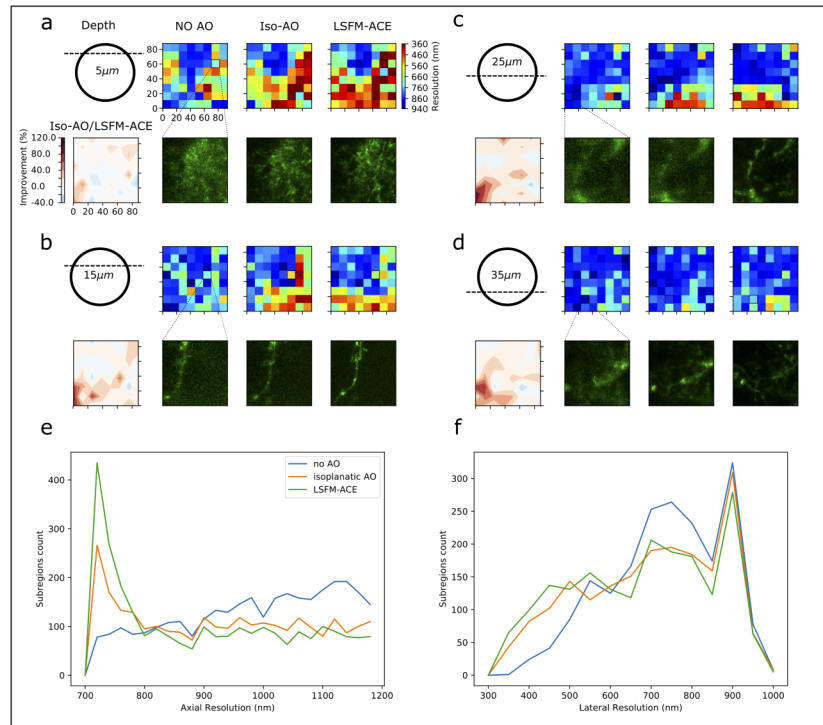 a
Depth
NO AO
Iso-AO
LSFM-ACE
5μm
80
60
40
20
0
0 20 40 60 80
360
460
560
660
740
840
940
Resolution (nm)
Iso-AO/LSFM-ACE
120.0
80.0
40.0
0.0
-40.0
Improvement (%)
0 20 40 60 80
c
25μm
b
15μm
d
35μm
e
no AO
isoplanatic AO
LSFM-ACE
400
300
200
100
0
Subregions count
700 800 900 1000 1100 1200
Axial Resolution (nm)
f
300
250
200
150
100
50
0
Subregions count
300 400 500 600 700 800 900 1000
Lateral Resolution (nm)